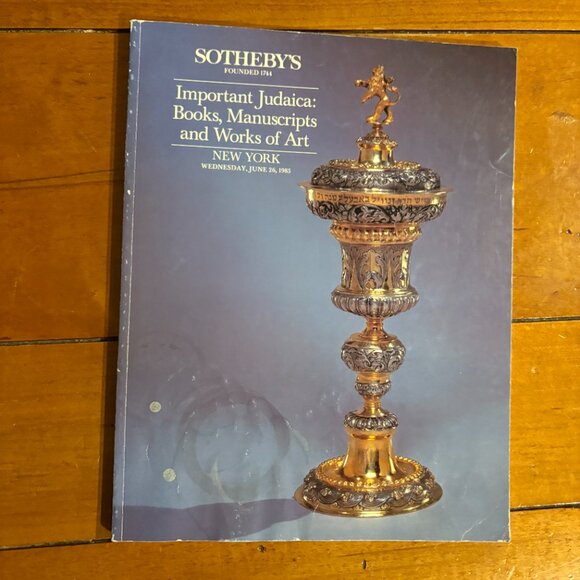 SOTHEBY'S
FOUNDED 1744
Important Judaica:
Books, Manuscripts
and Works of Art
NEW YORK
WEDNESDAY, JUNE 26, 1985